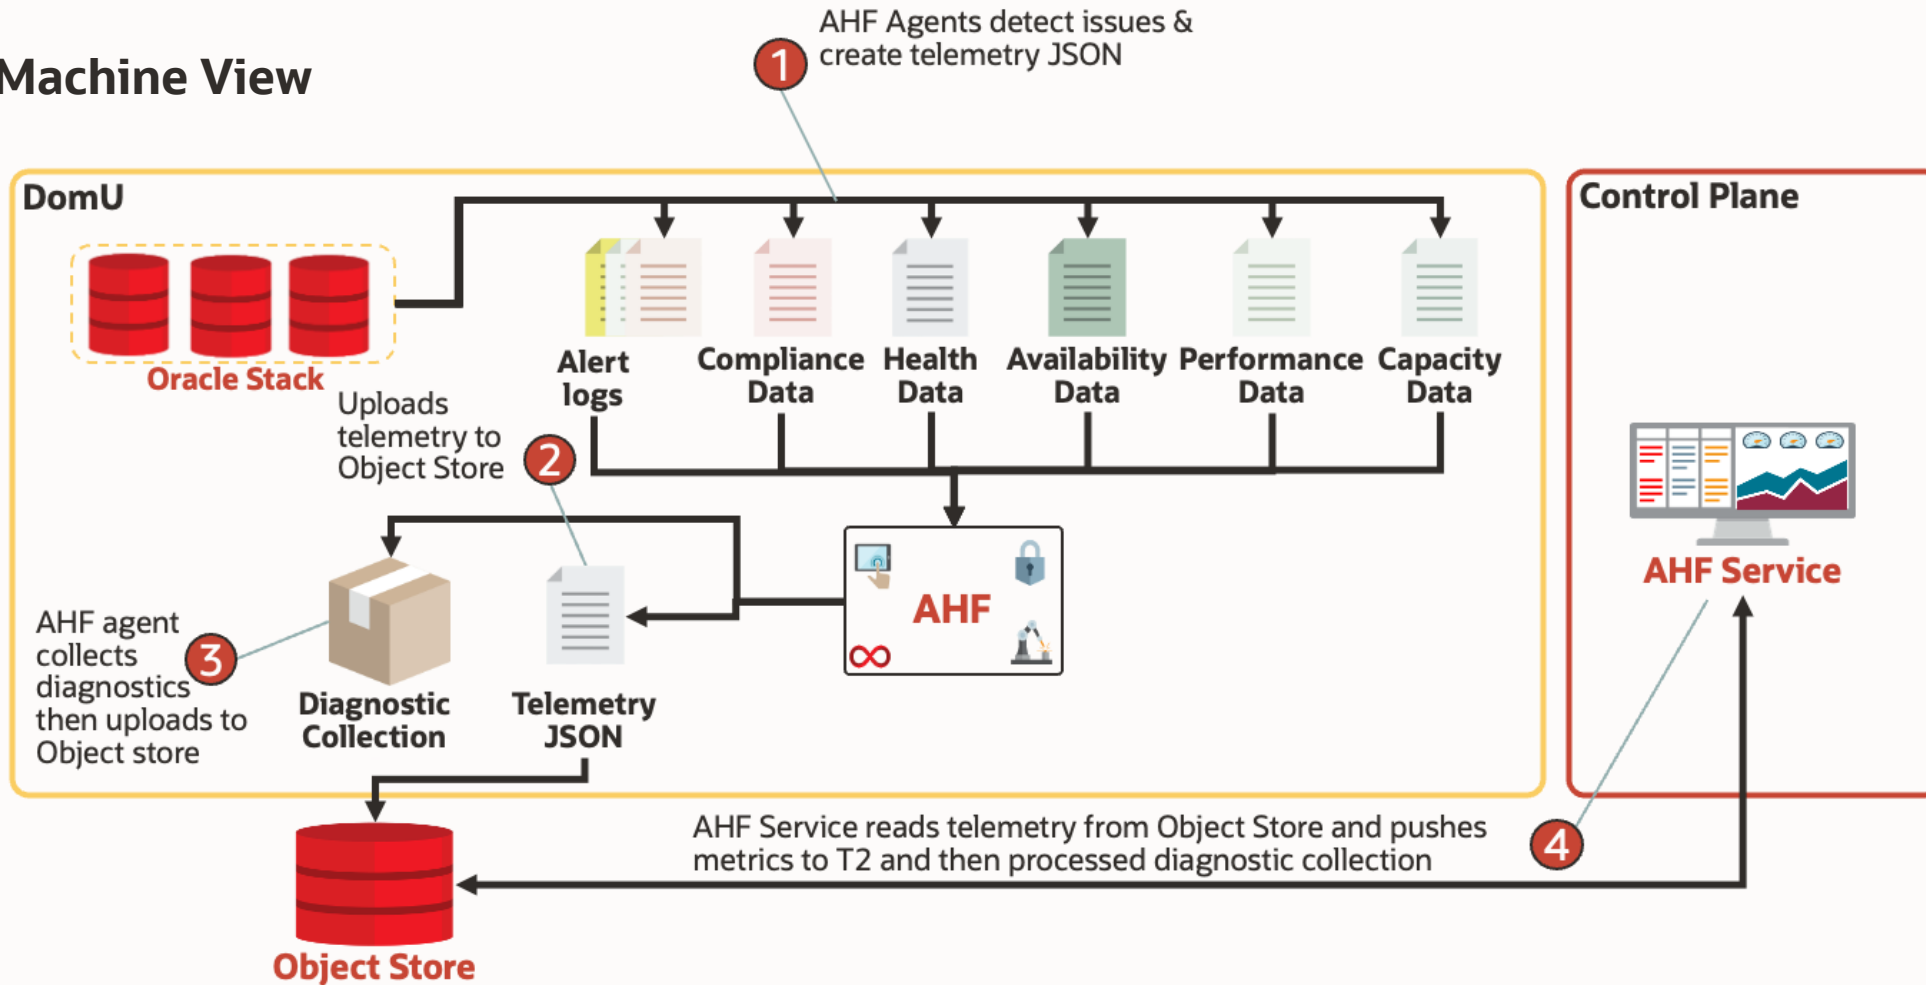 Machine View
1
AHF Agents detect issues &
create telemetry JSON
DomU
Control Plane
Oracle Stack
Alert
logs
Compliance
Data
Health
Data
Availability
Data
Performance
Data
Capacity
Data
Uploads
telemetry to
Object Store
2
AHF
AHF Service
AHF agent
collects
diagnostics
then uploads to
Object store
3
Diagnostic
Collection
Telemetry
JSON
AHF Service reads telemetry from Object Store and pushes
metrics to T2 and then processed diagnostic collection
4
Object Store